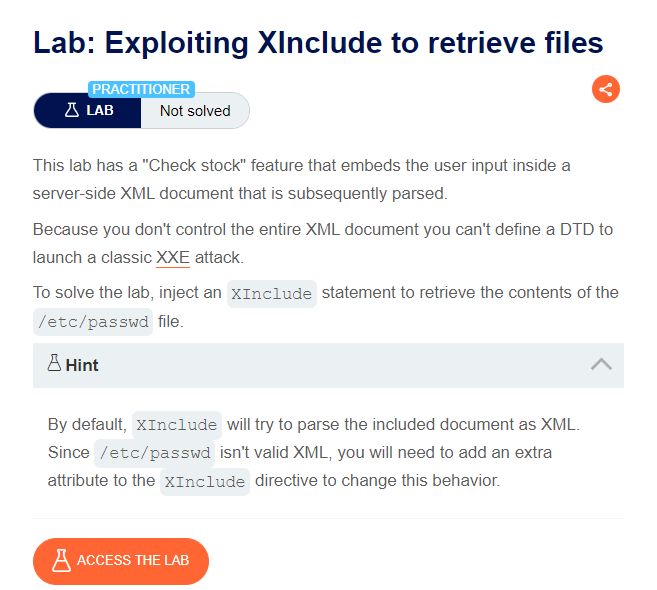 Lab: Exploiting XInclude to retrieve files
PRACTITIONER
LAB
Not solved
This lab has a "Check stock" feature that embeds the user input inside a
server-side XML document that is subsequently parsed.
Because you don't control the entire XML document you can't define a DTD to
launch a classic XXE attack.
To solve the lab, inject an XInclude statement to retrieve the contents of the
/etc/passwd file.
Hint
By default, XInclude will try to parse the included document as XML.
Since /etc/passwd isn't valid XML, you will need to add an extra
attribute to the XInclude directive to change this behavior.
ACCESS THE LAB